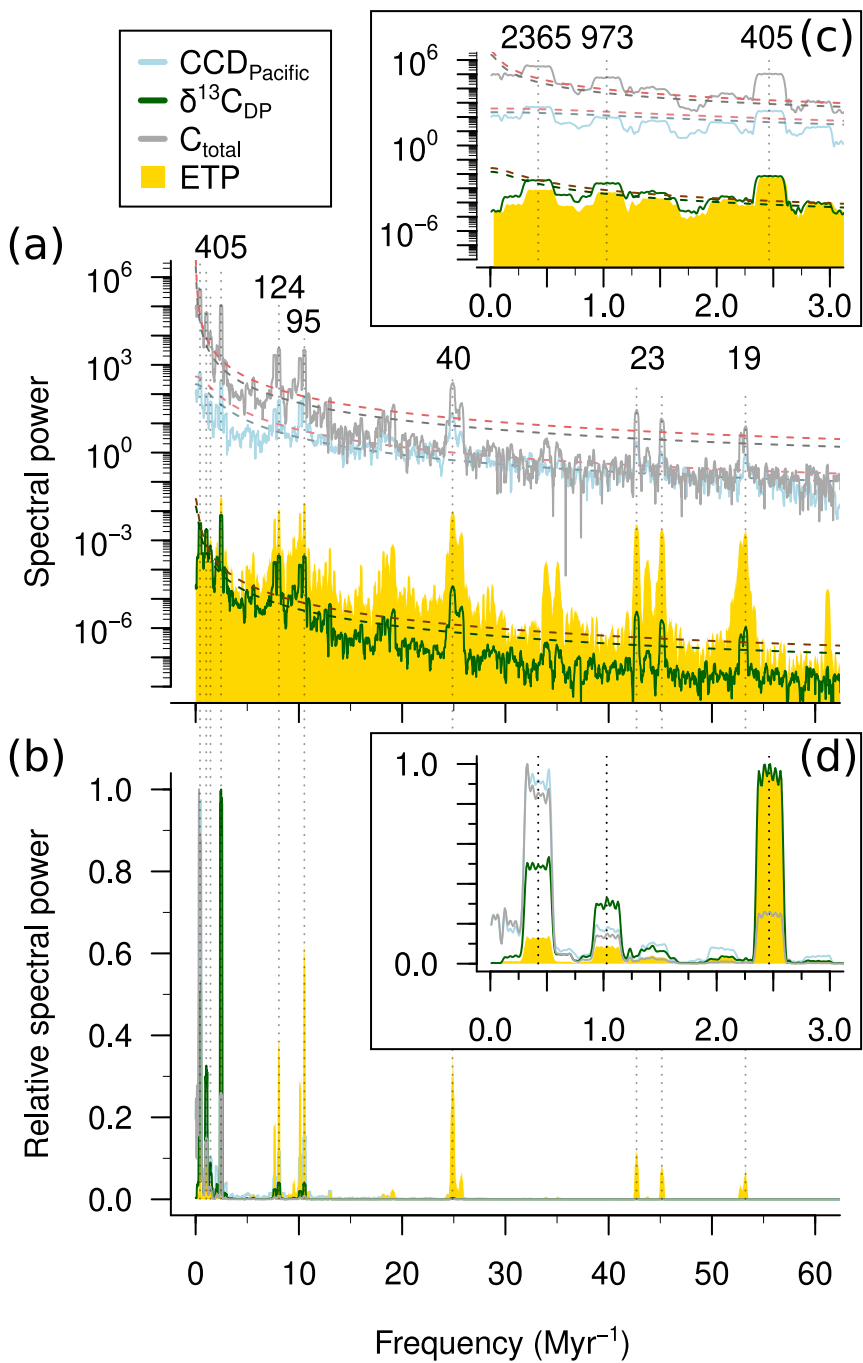 CCD_Pacific
δ¹³C_DP
C_total
ETP
(c)
2365 973 405
10⁶
10⁰
10⁻⁶
0.0 1.0 2.0 3.0
(a)
405
124
95
40
23
19
10⁶
10³
10⁰
10⁻³
10⁻⁶
Spectral power
(b)
1.0
0.8
0.6
0.4
0.2
0.0
Relative spectral power
(d)
1.0
0.0
0.0 1.0 2.0 3.0
0 10 20 30 40 50 60
Frequency (Myr⁻¹)